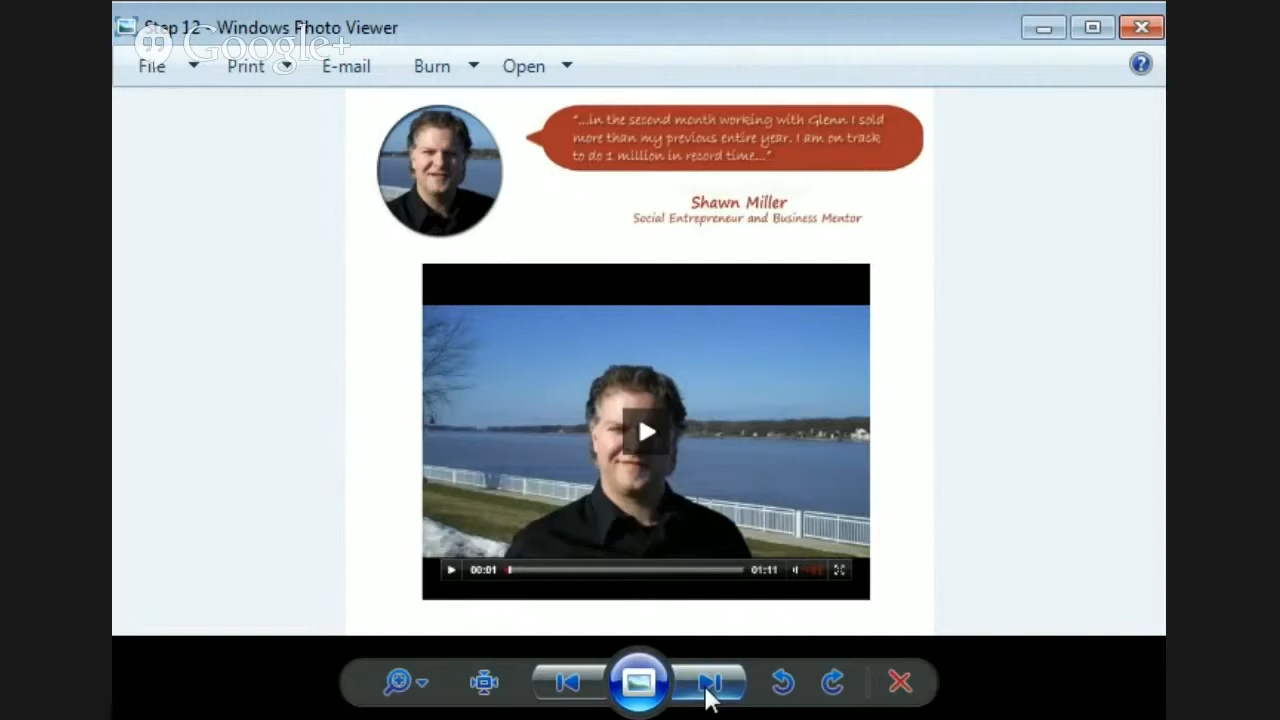 Step 12 - Windows Photo Viewer
Google+
File Print E-mail Burn Open
"...in the second month working with Glenn I sold
more than my previous entire year. I am on track
to do 1 million in record time..."
Shawn Miller
Social Entrepreneur and Business Mentor
00:01 01:11